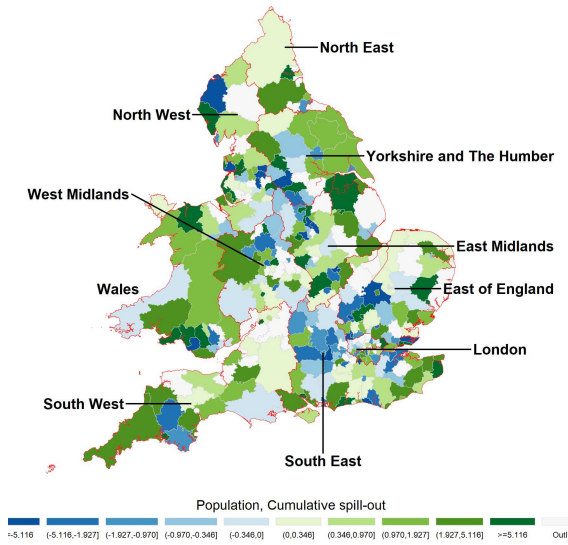 North East
North West
Yorkshire and The Humber
West Midlands
East Midlands
East of England
Wales
London
South West
South East
Population, Cumulative spill-out
=-5.116 (-5.116,-1.927] (-1.927,-0.970] (-0.970,-0.346] (-0.346,0] (0,0.346] (0.346,0.970] (0.970,1.927] (1.927,5.116] >=5.116 Outl